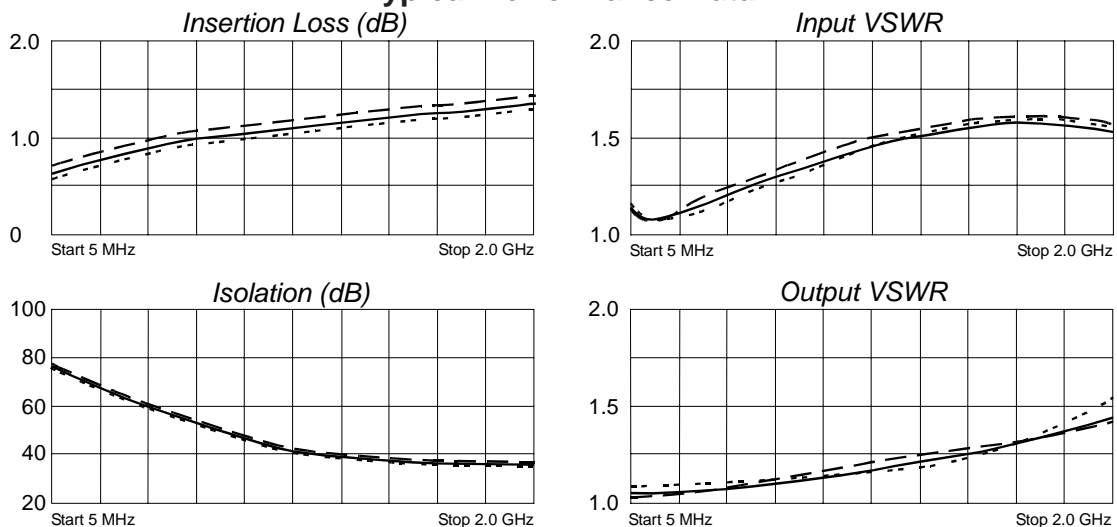 Insertion Loss (dB)
2.0
1.0
0
Start 5 MHz Stop 2.0 GHz
Input VSWR
2.0
1.5
1.0
Start 5 MHz Stop 2.0 GHz
Isolation (dB)
100
80
60
40
20
Start 5 MHz Stop 2.0 GHz
Output VSWR
2.0
1.5
1.0
Start 5 MHz Stop 2.0 GHz